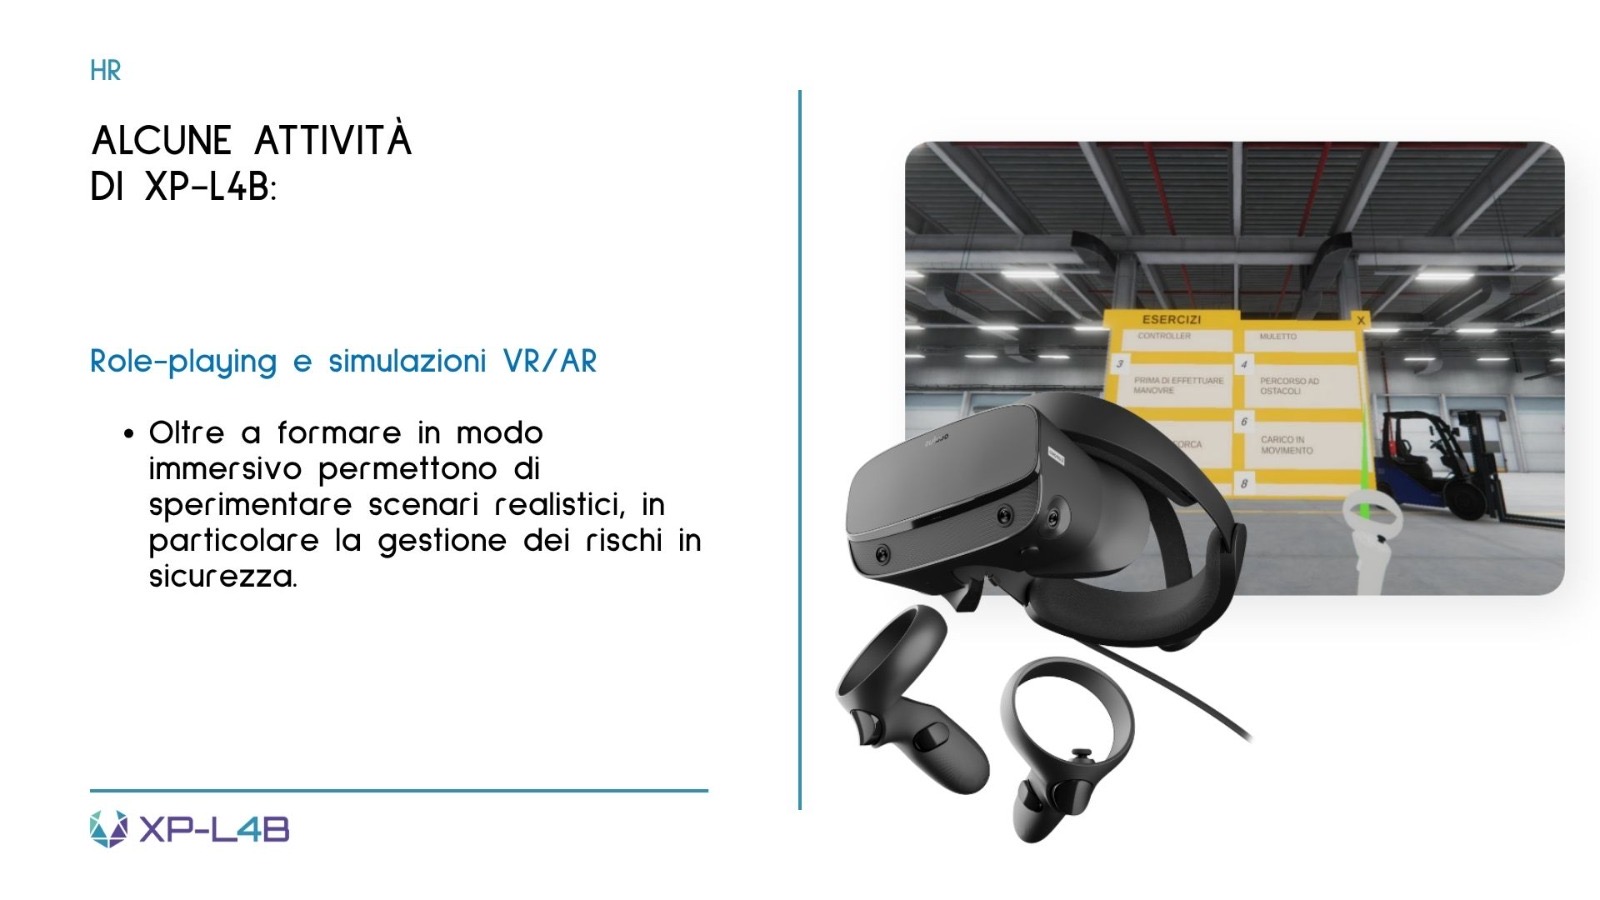 HR
ALCUNE ATTIVITÀ
DI XP-L4B:
Role-playing e simulazioni VR/AR
• Oltre a formare in modo
immersivo permettono di
sperimentare scenari realistici, in
particolare la gestione dei rischi in
sicurezza.
XP-L4B
ESERCIZI X
CONTROLLER MULETTO
3 PRIMA DI EFFETTUARE
MANOVRE
4 PERCORSO AD
OSTACOLI
6 CARICO IN
MOVIMENTO
8